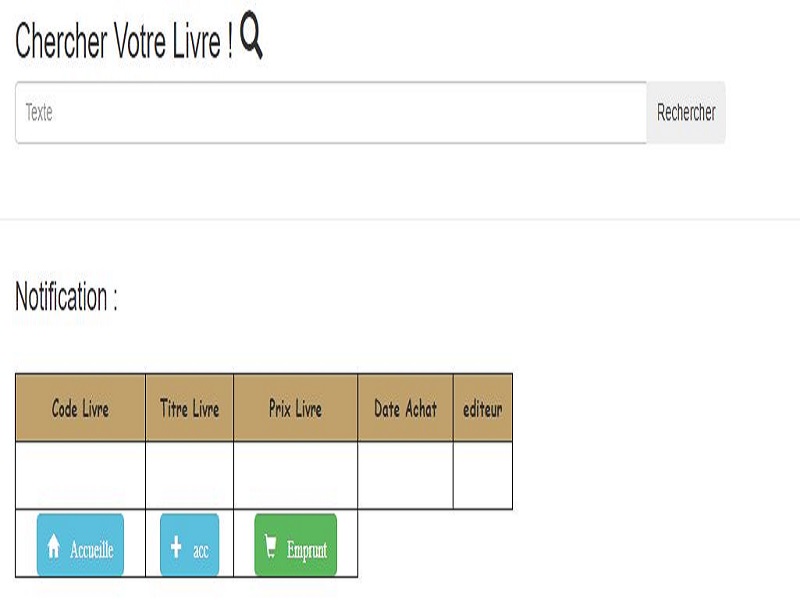 Chercher Votre Livre !
Texte Rechercher
Notification :
Code Livre Titre Livre Prix Livre Date Achat editeur
Accueille acc Emprunt